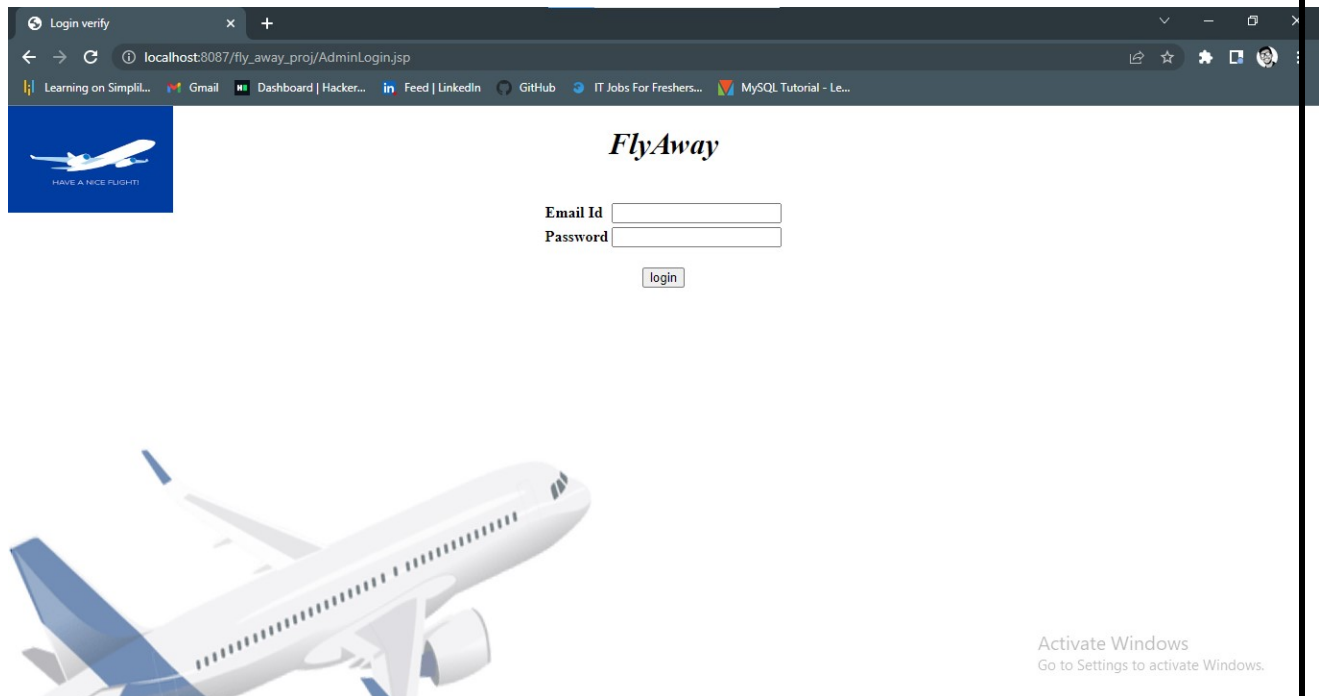 Login verify
localhost:8087/fly_away_proj/AdminLogin.jsp
Learning on Simplil... Gmail Dashboard | Hacker... Feed | LinkedIn GitHub IT Jobs For Freshers... MySQL Tutorial - Le...
HAVE A NICE FLIGHT!
FlyAway
Email Id
Password
login
Activate Windows
Go to Settings to activate Windows.